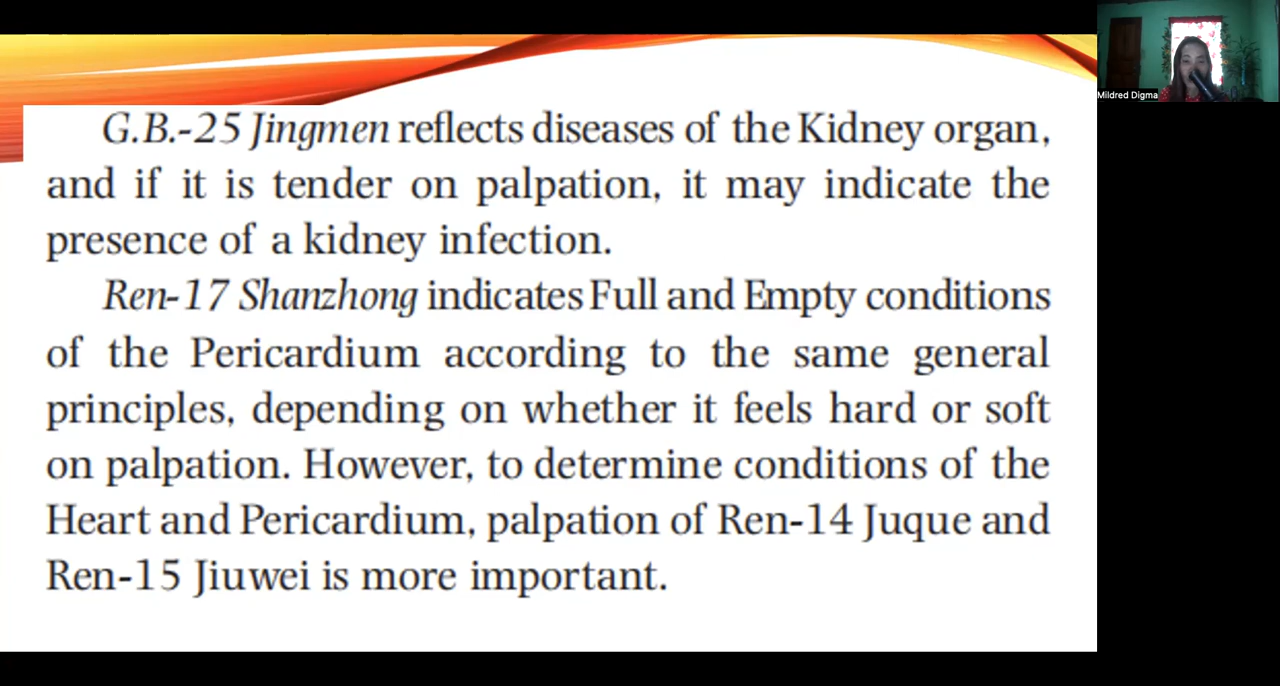 G.B.-25 Jingmen reflects diseases of the Kidney organ,
and if it is tender on palpation, it may indicate the
presence of a kidney infection.
Ren-17 Shanzhong indicates Full and Empty conditions
of the Pericardium according to the same general
principles, depending on whether it feels hard or soft
on palpation. However, to determine conditions of the
Heart and Pericardium, palpation of Ren-14 Juque and
Ren-15 Jiuwei is more important.
Mildred Digma